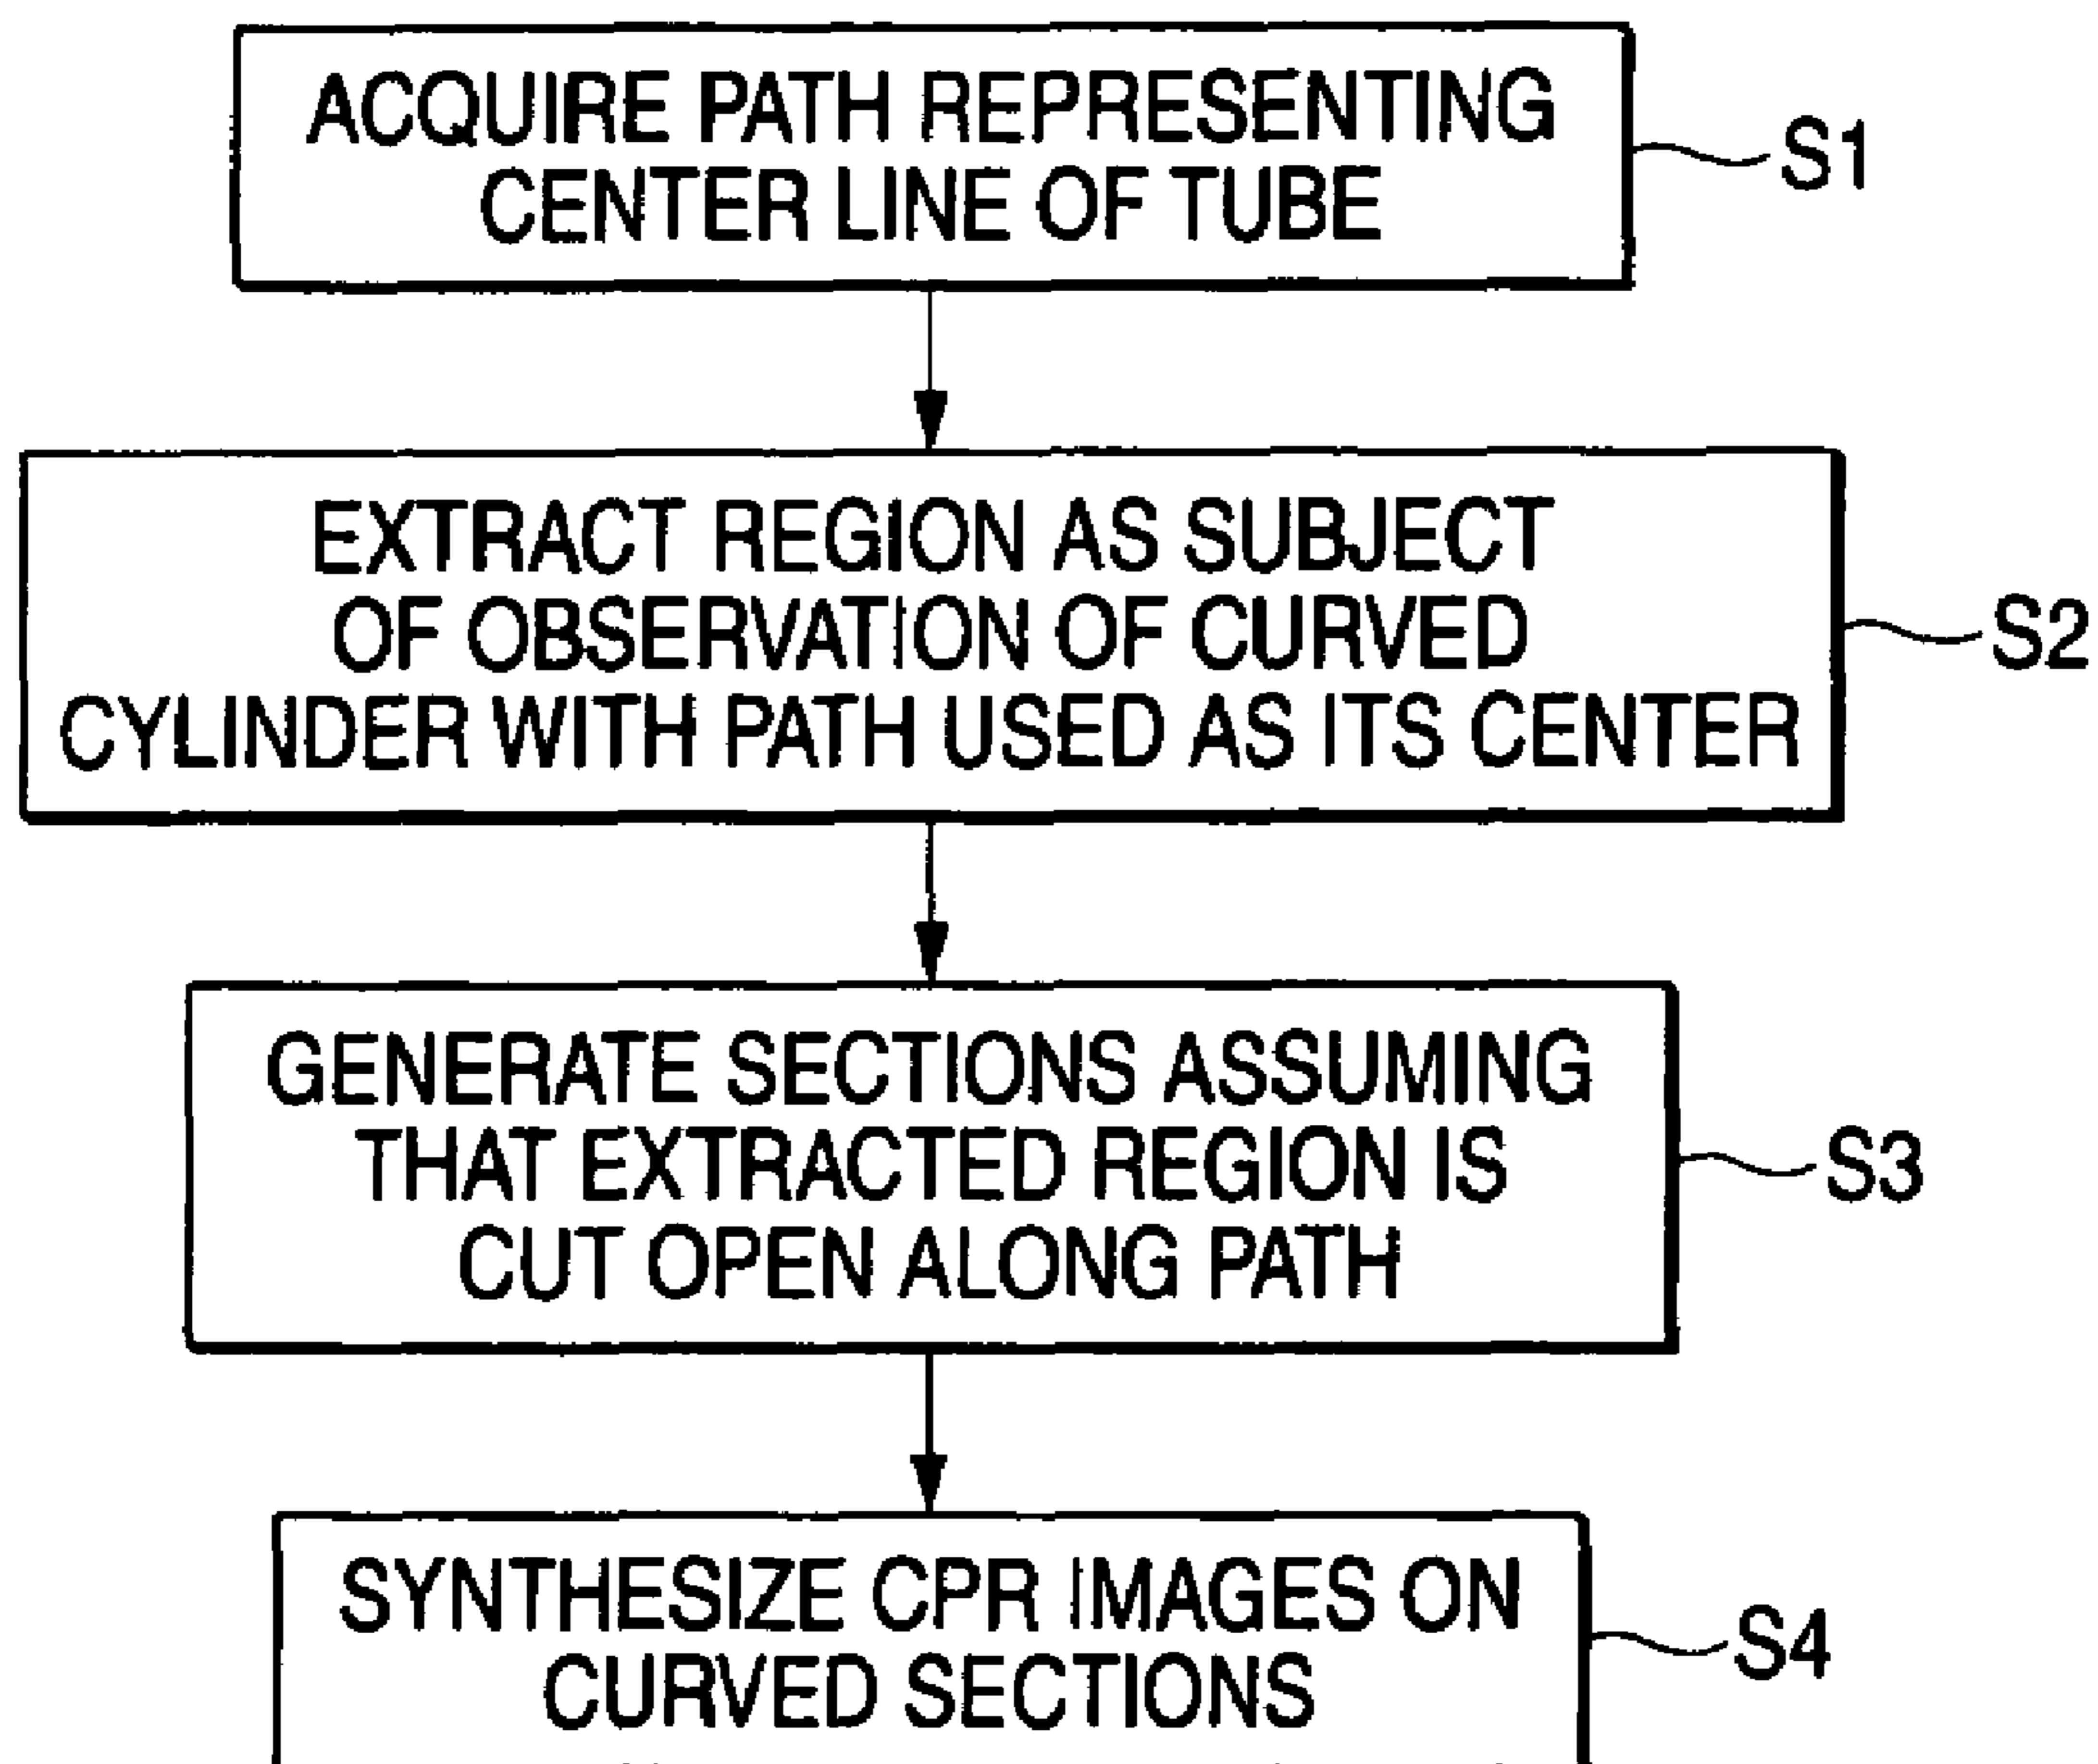 ACQUIRE PATH REPRESENTING
CENTER LINE OF TUBE
S1
EXTRACT REGION AS SUBJECT
OF OBSERVATION OF CURVED
CYLINDER WITH PATH USED AS ITS CENTER
S2
GENERATE SECTIONS ASSUMING
THAT EXTRACTED REGION IS
CUT OPEN ALONG PATH
S3
SYNTHESIZE CPR IMAGES ON
CURVED SECTIONS
S4